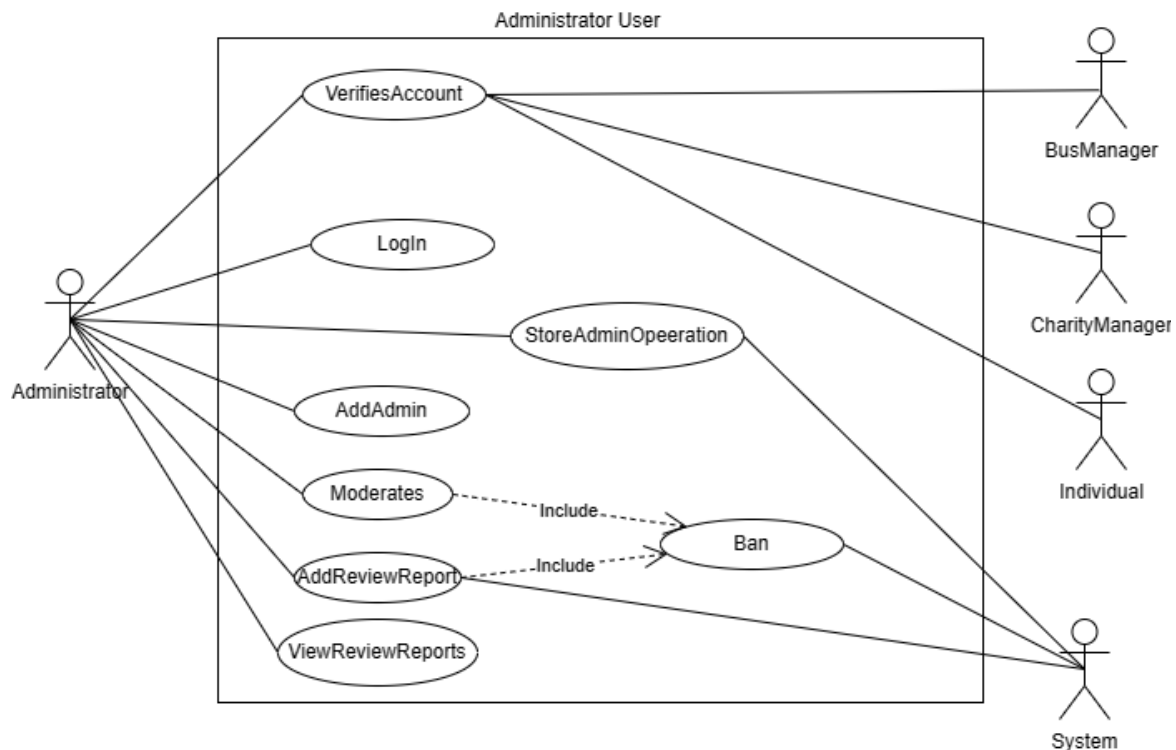 Administrator User
VerifiesAccount
BusManager
LogIn
CharityManager
StoreAdminOpeeration
Administrator
AddAdmin
Individual
Moderates
Include
Ban
Include
AddReviewReport
ViewReviewReports
System